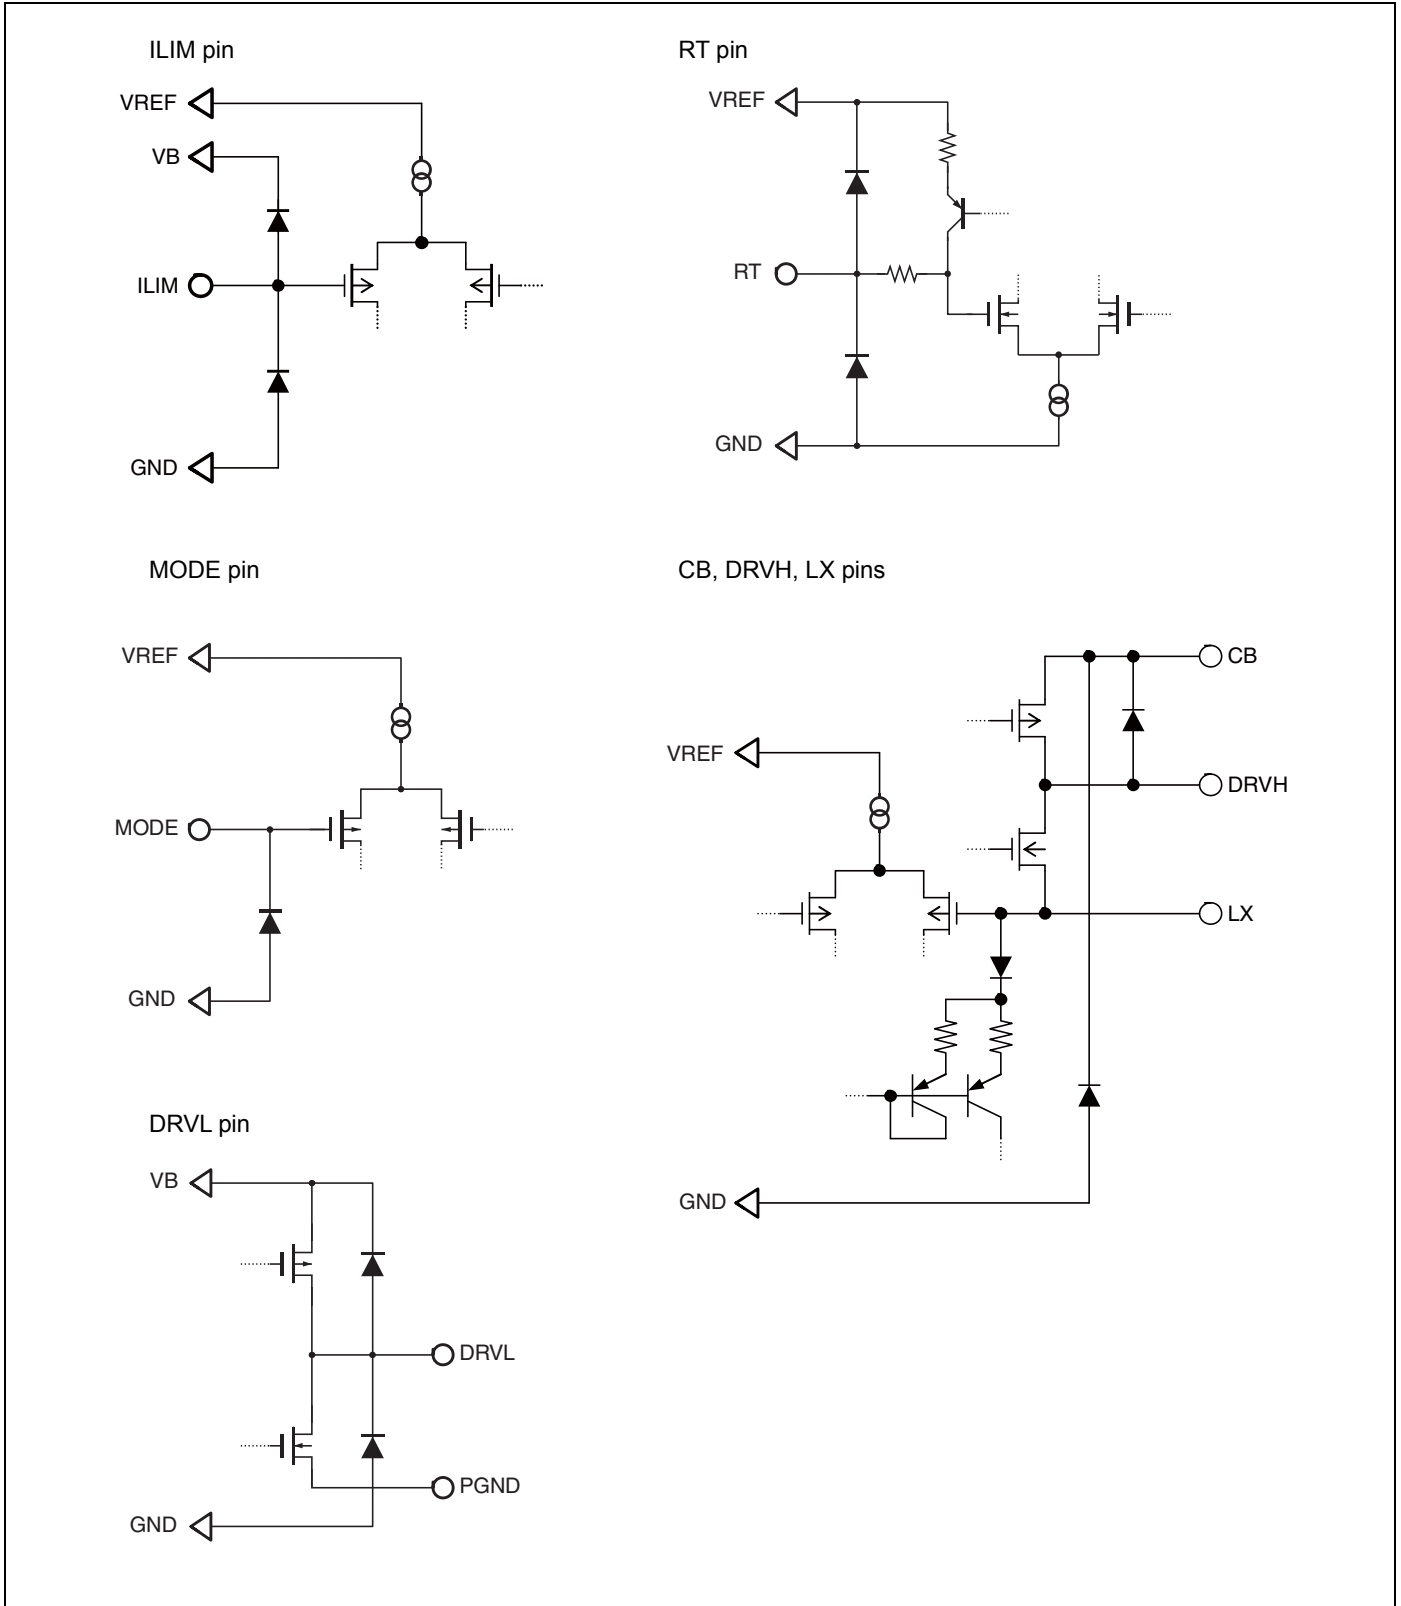 ILIM pin
VREF
VB
ILIM
GND
RT pin
VREF
RT
GND
MODE pin
VREF
MODE
GND
CB, DRVH, LX pins
CB
VREF
DRVH
LX
GND
DRVL pin
VB
DRVL
PGND
GND